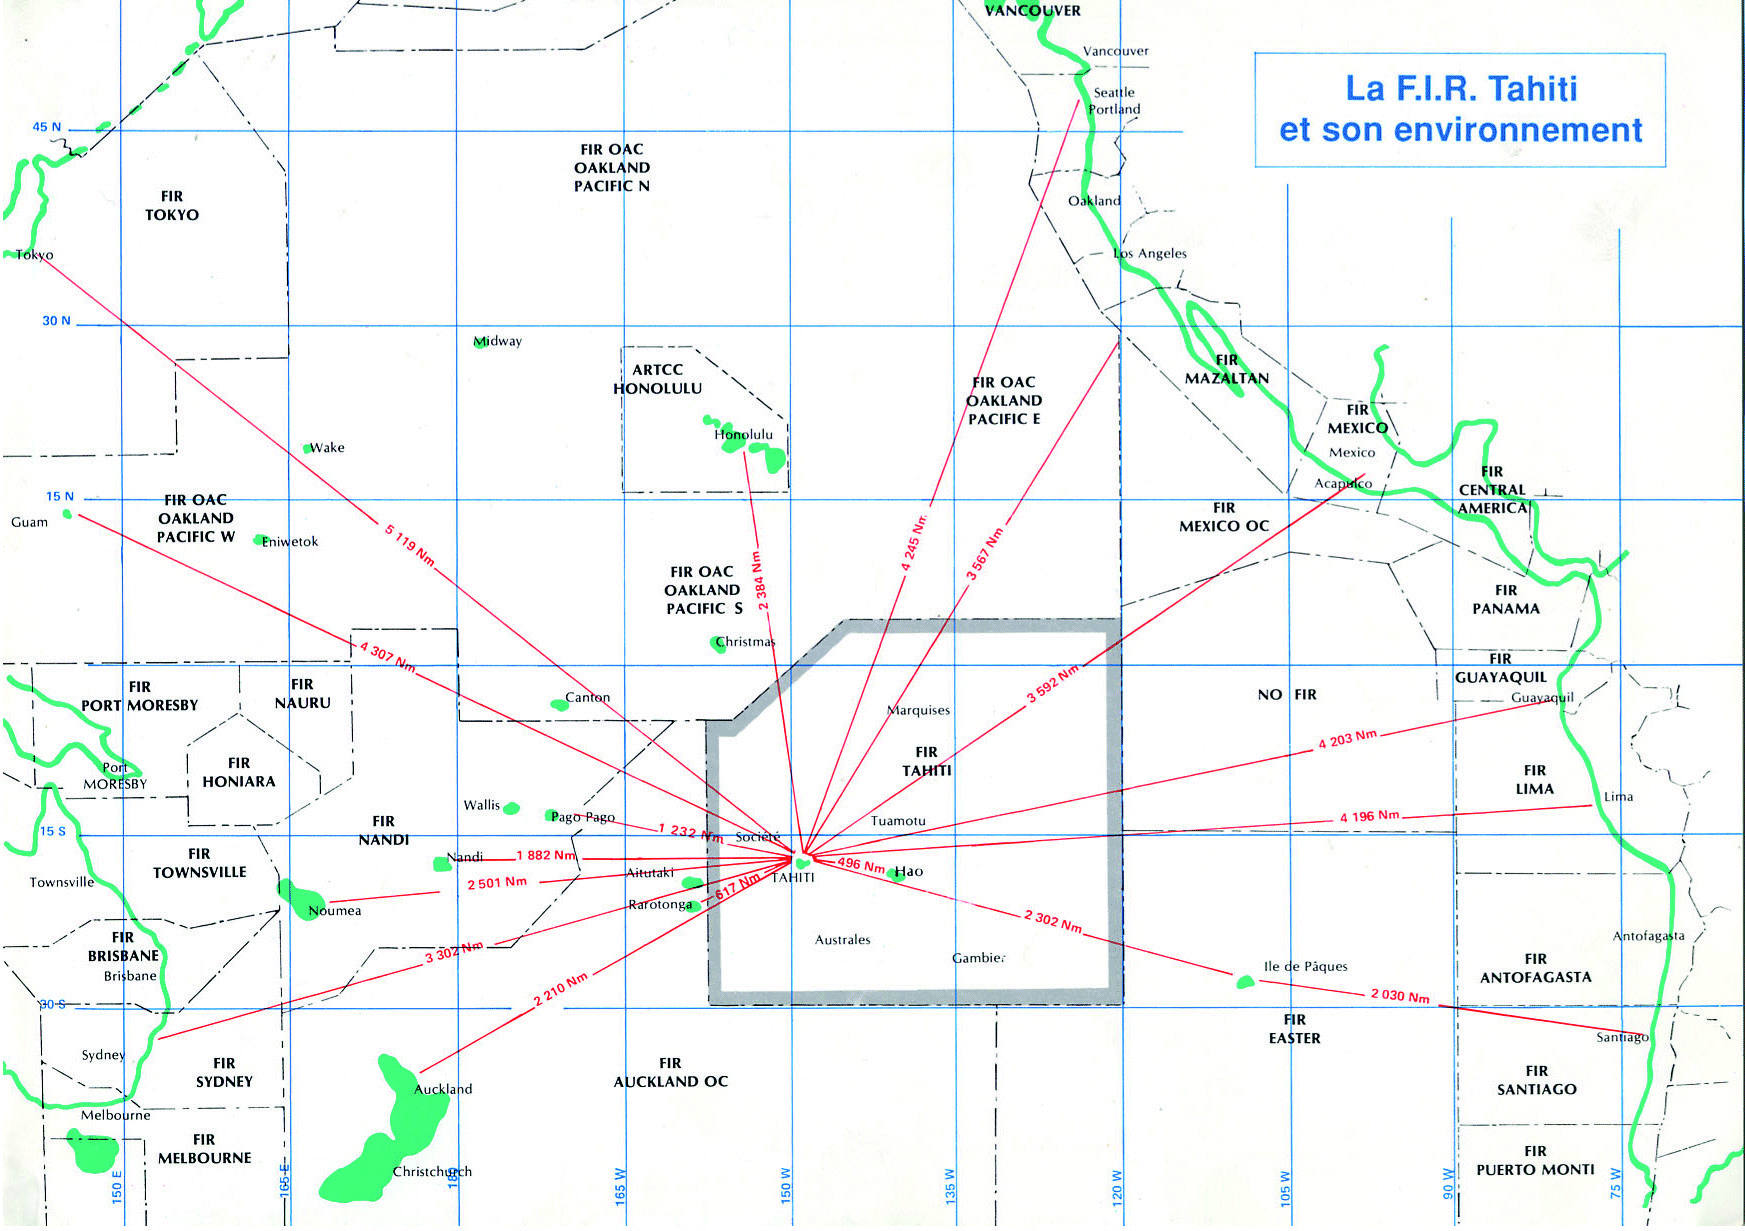 VANCOUVER
Vancouver
La F.I.R. Tahiti
et son environnement
Seattle
Portland
45 N
FIR OAC
OAKLAND
PACIFIC N
FIR
TOKYO
Oakland
Tokyo
Los Angeles
30 N
Midway
ARTCC
HONOLULU
FIR OAC
OAKLAND
PACIFIC E
FIR
MAZALTAN
FIR
MEXICO
Mexico
Honolulu
Wake
Acapulco
FIR
CENTRAL
AMERICA
15 N
Guam
FIR OAC
OAKLAND
PACIFIC W
Eniwetok
FIR
MEXICO OC
5 119 Nm
4 245 Nm
3 567 Nm
2 384 Nm
FIR OAC
OAKLAND
PACIFIC S
Christmas
FIR
PANAMA
4 307 Nm
3 592 Nm
FIR
GUAYAQUIL
Guayaquil
FIR
PORT MORESBY
FIR
NAURU
Canton
Marquises
NO FIR
4 203 Nm
FIR
HONIARA
Port
MORESBY
FIR
TAHITI
FIR
LIMA
Lima
Wallis
Pago Pago
1 232 Nm
Société
Tuamotu
4 196 Nm
15 S
FIR
NANDI
Nandi
1 882 Nm
FIR
TOWNSVILLE
Townsville
2 501 Nm
Aitutaki
TAHITI
496 Nm
Hao
617 Nm
Rarotonga
Noumea
2 302 Nm
FIR
BRISBANE
Brisbane
3 302 Nm
Australes
Gambier
Ile de Pâques
Antofagasta
FIR
ANTOFAGASTA
2 210 Nm
2 030 Nm
30 S
FIR
EASTER
Santiago
Sydney
FIR
SYDNEY
FIR
AUCKLAND OC
Auckland
FIR
SANTIAGO
Melbourne
FIR
MELBOURNE
Christchurch
FIR
PUERTO MONTI
150 E
165 E
180
165 W
150 W
135 W
120 W
105 W
90 W
75 W